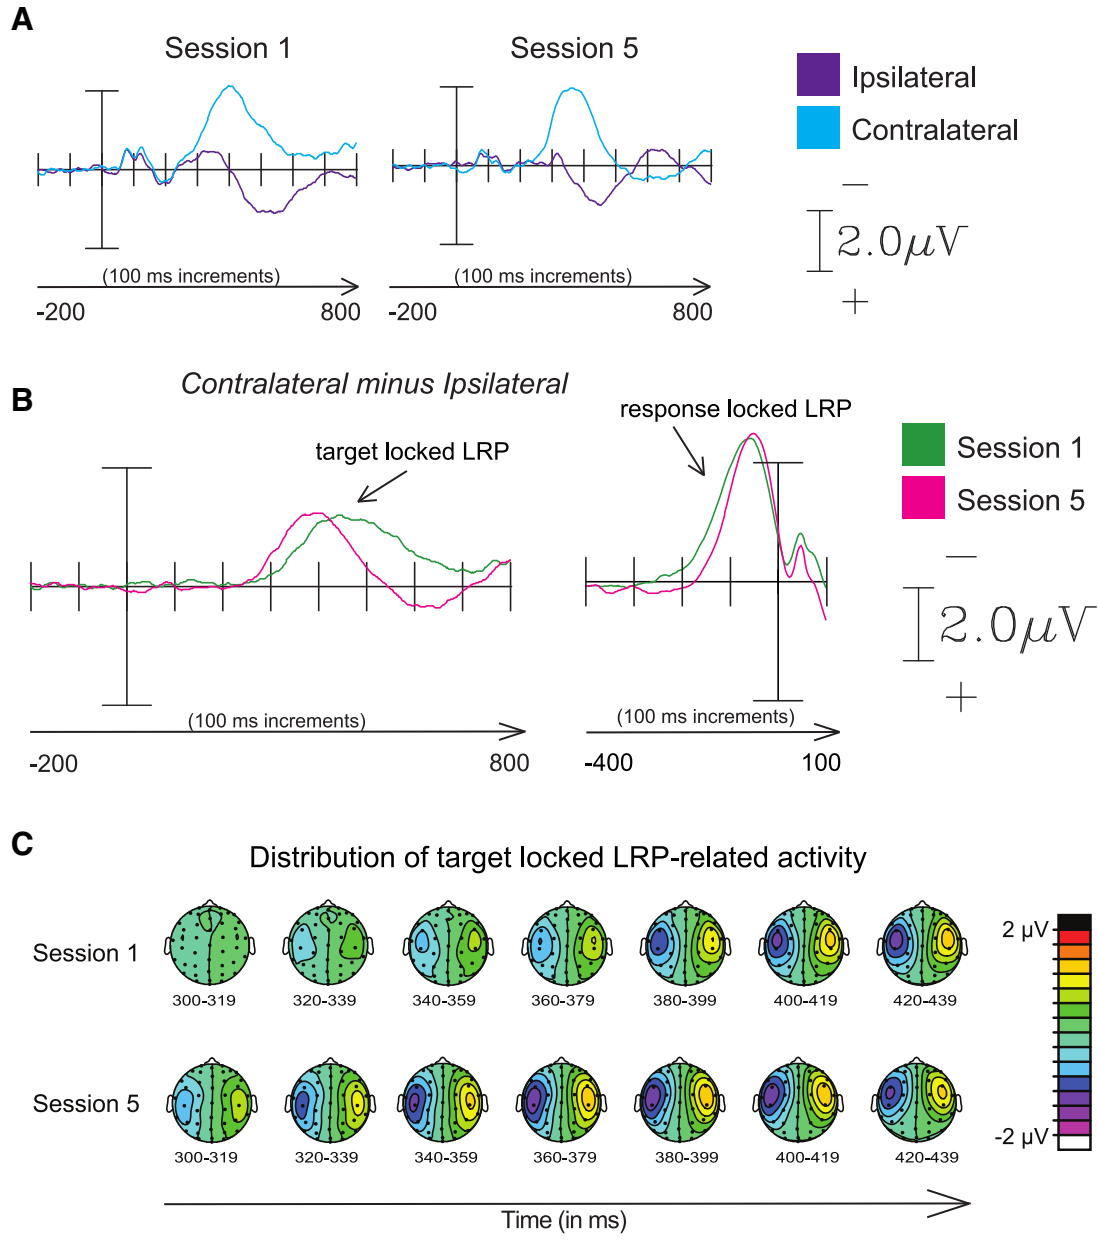 A
Session 1
Session 5
Ipsilateral
Contralateral
−
2.0µV
+
(100 ms increments)
(100 ms increments)
-200
800
-200
800
B
Contralateral minus Ipsilateral
target locked LRP
response locked LRP
Session 1
Session 5
−
2.0µV
+
(100 ms increments)
(100 ms increments)
-200
800
-400
100
C
Distribution of target locked LRP-related activity
Session 1
300-319
320-339
340-359
360-379
380-399
400-419
420-439
2 µV
Session 5
300-319
320-339
340-359
360-379
380-399
400-419
420-439
-2 µV
Time (in ms)